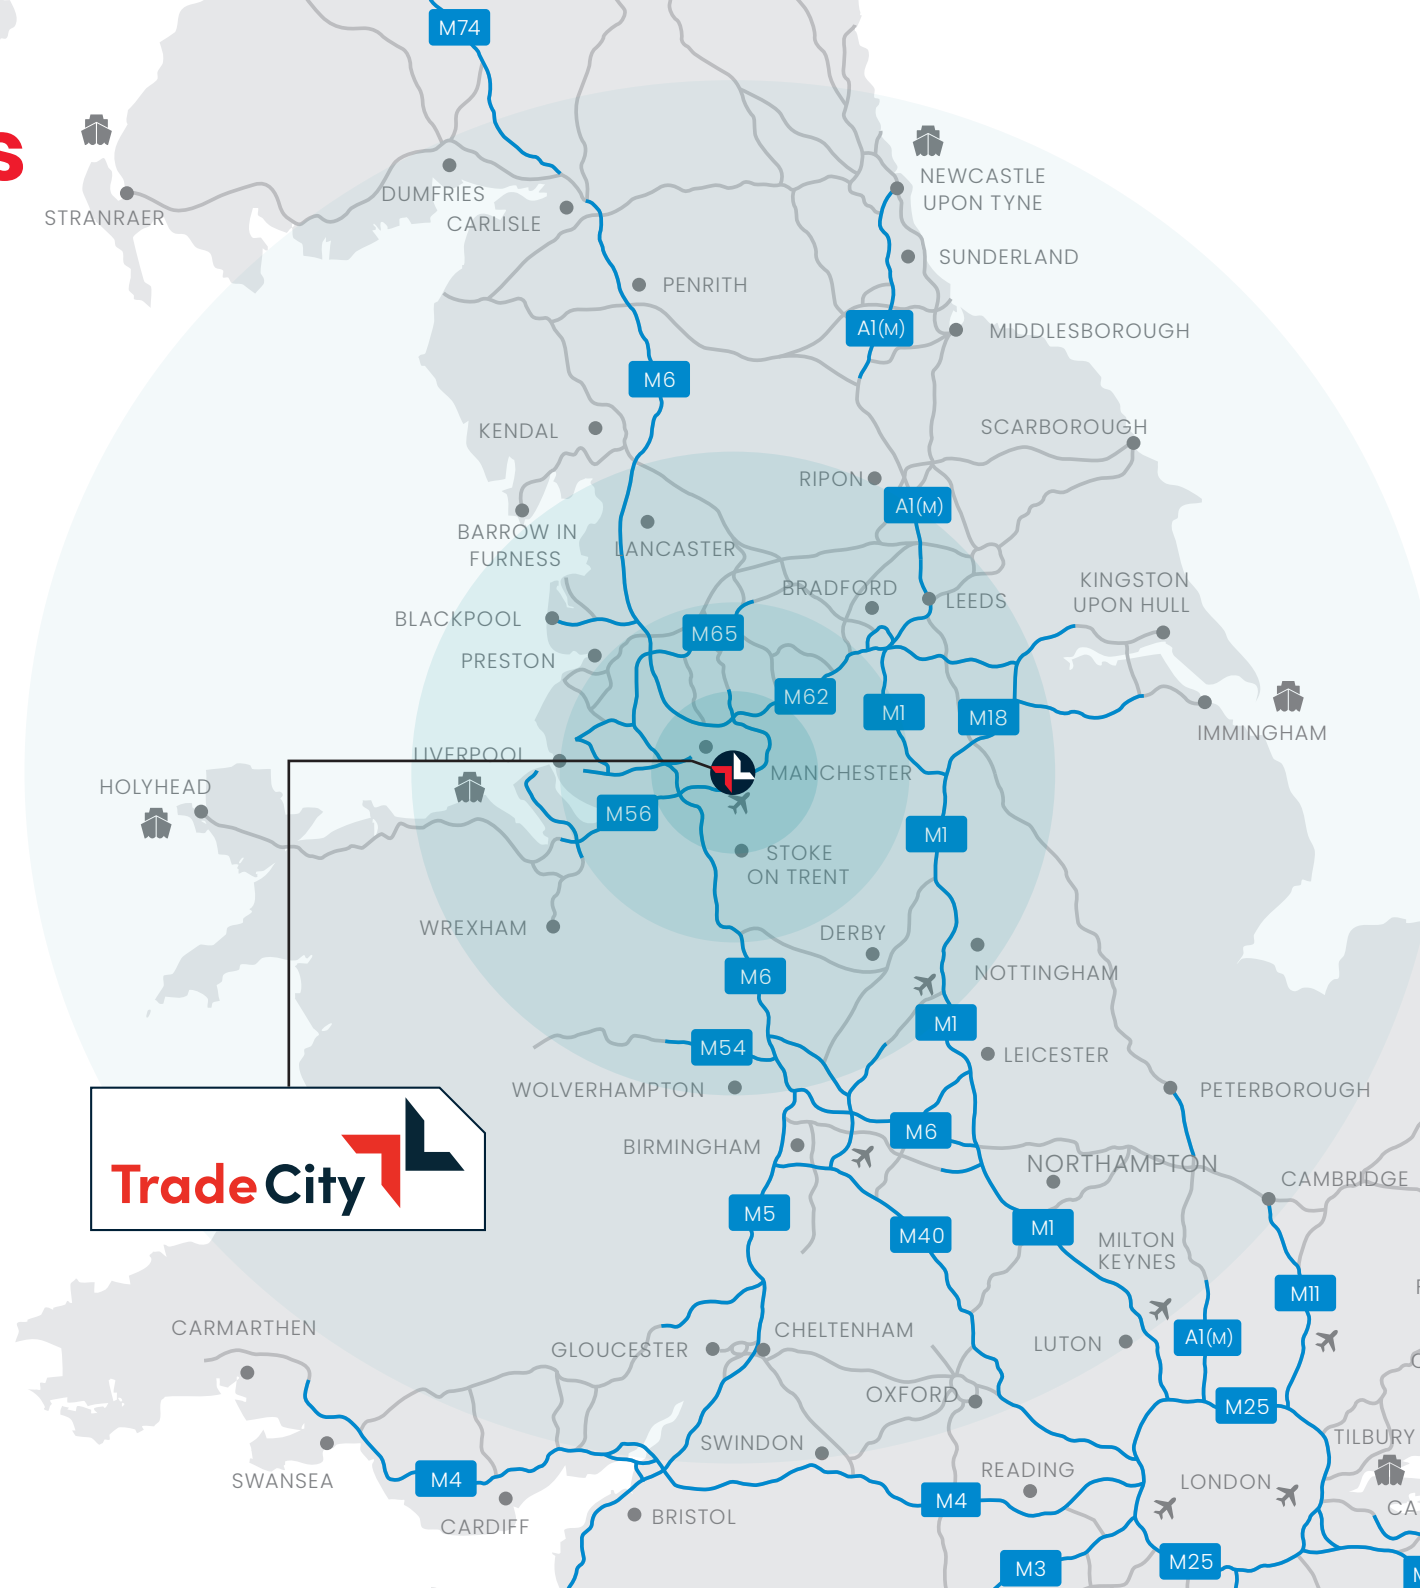 M74
s
NEWCASTLE
UPON TYNE
DUMFRIES
STRANRAER
CARLISLE
SUNDERLAND
PENRITH
A1(M)
MIDDLESBOROUGH
M6
SCARBOROUGH
KENDAL
RIPON
A1(M)
BARROW IN
FURNESS
LANCASTER
KINGSTON
UPON HULL
BRADFORD
LEEDS
BLACKPOOL
M65
PRESTON
M62
M1
M18
IMMINGHAM
LIVERPOOL
MANCHESTER
HOLYHEAD
M56
M1
STOKE
ON TRENT
WREXHAM
DERBY
NOTTINGHAM
M6
M1
M54
LEICESTER
WOLVERHAMPTON
PETERBOROUGH
M6
BIRMINGHAM
NORTHAMPTON
Trade City
CAMBRIDGE
M5
M40
M1
MILTON
KEYNES
M11
CARMARTHEN
CHELTENHAM
A1(M)
GLOUCESTER
LUTON
OXFORD
M25
TILBURY
SWINDON
READING
SWANSEA
M4
LONDON
M4
CA
BRISTOL
CARDIFF
M25
M3